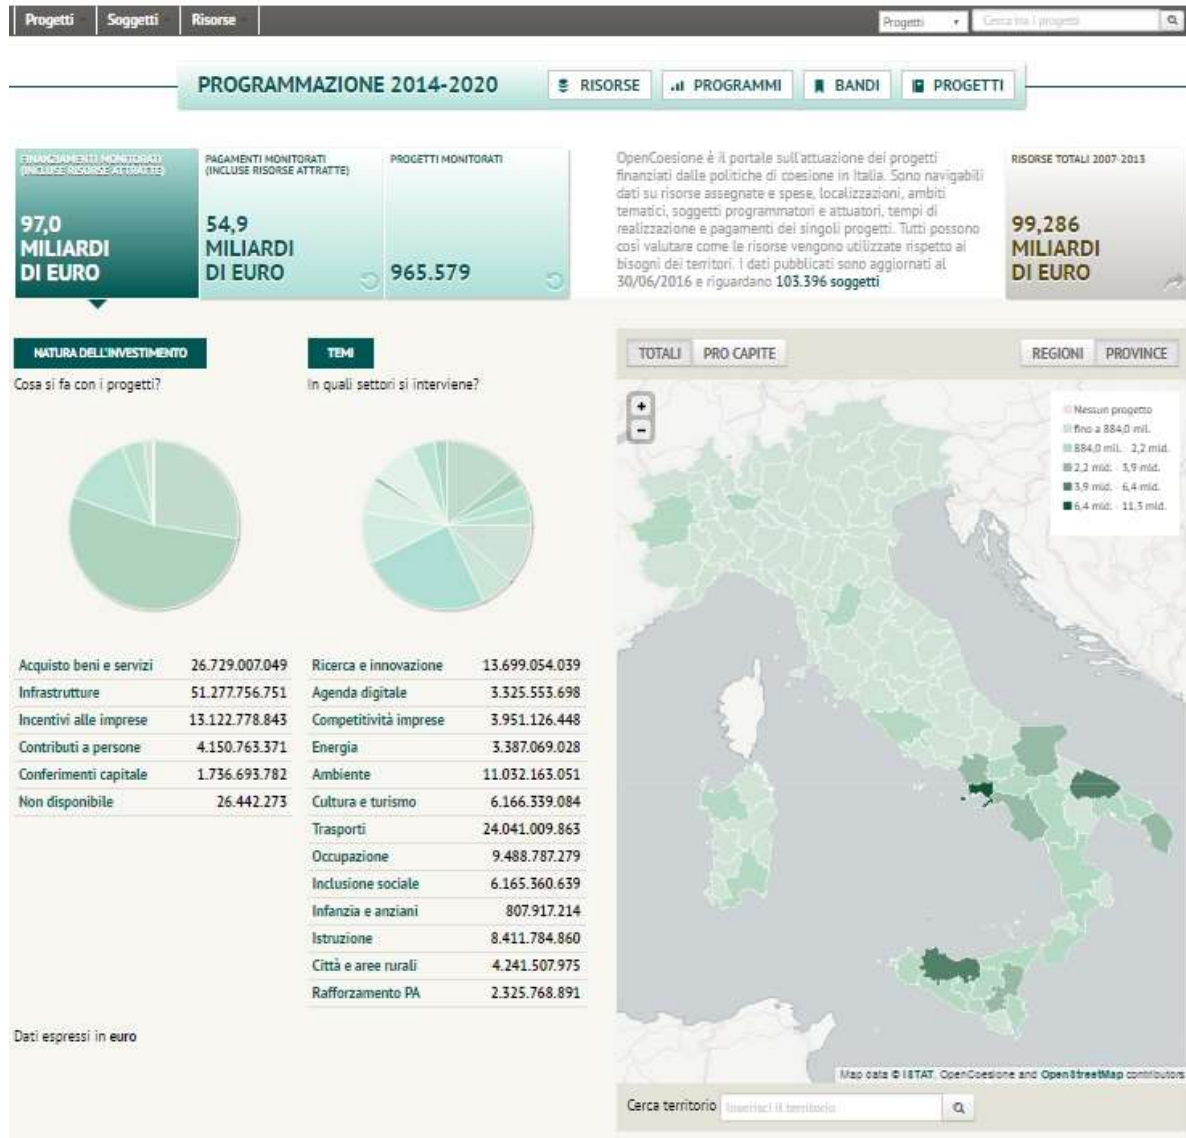 Progetti Soggetti Risorse Progetti Cerca tra i progetti
PROGRAMMAZIONE 2014-2020 RISORSE PROGRAMMI BANDI PROGETTI
FINANZIAMENTI MONITORATI
(INCLUSE RISORSE ATTRATTE)
97,0
MILIARDI
DI EURO
PAGAMENTI MONITORATI
(INCLUSE RISORSE ATTRATTE)
54,9
MILIARDI
DI EURO
PROGETTI MONITORATI
965.579
OpenCoesione è il portale sull'attuazione dei progetti
finanziati dalle politiche di coesione in Italia. Sono navigabili
dati su risorse assegnate e spese, localizzazioni, ambiti
tematici, soggetti programmatori e attuatori, tempi di
realizzazione e pagamenti dei singoli progetti. Tutti possono
così valutare come le risorse vengono utilizzate rispetto ai
bisogni dei territori. I dati pubblicati sono aggiornati al
30/06/2016 e riguardano 103.396 soggetti
RISORSE TOTALI 2007-2013
99,286
MILIARDI
DI EURO
NATURA DELL'INVESTIMENTO
Cosa si fa con i progetti?
Acquisto beni e servizi 26.729.007.049
Infrastrutture 51.277.756.751
Incentivi alle imprese 13.122.778.843
Contributi a persone 4.150.763.371
Conferimenti capitale 1.736.693.782
Non disponibile 26.442.273
TEMI
In quali settori si interviene?
Ricerca e innovazione 13.699.054.039
Agenda digitale 3.325.553.698
Competitività imprese 3.951.126.448
Energia 3.387.069.028
Ambiente 11.032.163.051
Cultura e turismo 6.166.339.084
Trasporti 24.041.009.863
Occupazione 9.488.787.279
Inclusione sociale 6.165.360.639
Infanzia e anziani 807.917.214
Istruzione 8.411.784.860
Città e aree rurali 4.241.507.975
Rafforzamento PA 2.325.768.891
Dati espressi in euro
TOTALI PRO CAPITE REGIONI PROVINCE
+
-
Nessun progetto
fino a 884,0 mil.
884,0 mil. - 2,2 mld.
2,2 mld. - 3,9 mld.
3,9 mld. - 6,4 mld.
6,4 mld. - 11,3 mld.
Map data © ISTAT, OpenCoesione and OpenStreetMap contributors
Cerca territorio Inserisci il territorio